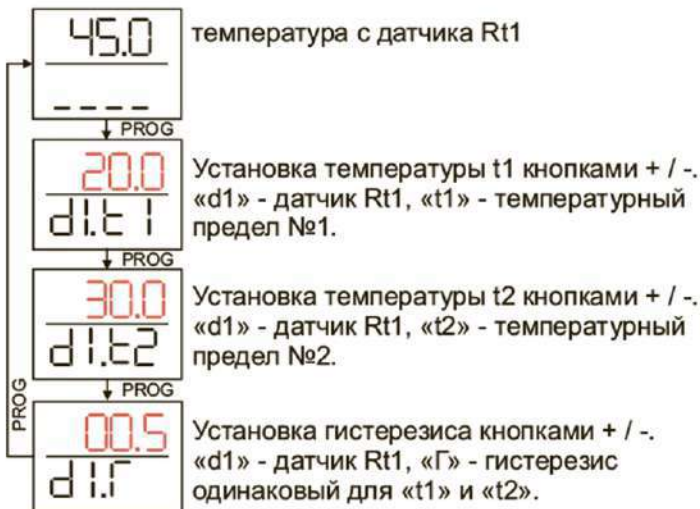 45.0
температура с датчика Rt1
----
PROG
20.0
d1.t1
Установка температуры t1 кнопками + / -.
«d1» - датчик Rt1, «t1» - температурный
предел №1.
PROG
30.0
d1.t2
Установка температуры t2 кнопками + / -.
«d1» - датчик Rt1, «t2» - температурный
предел №2.
PROG
PROG
00.5
d1.Г
Установка гистерезиса кнопками + / -.
«d1» - датчик Rt1, «Г» - гистерезис
одинаковый для «t1» и «t2».